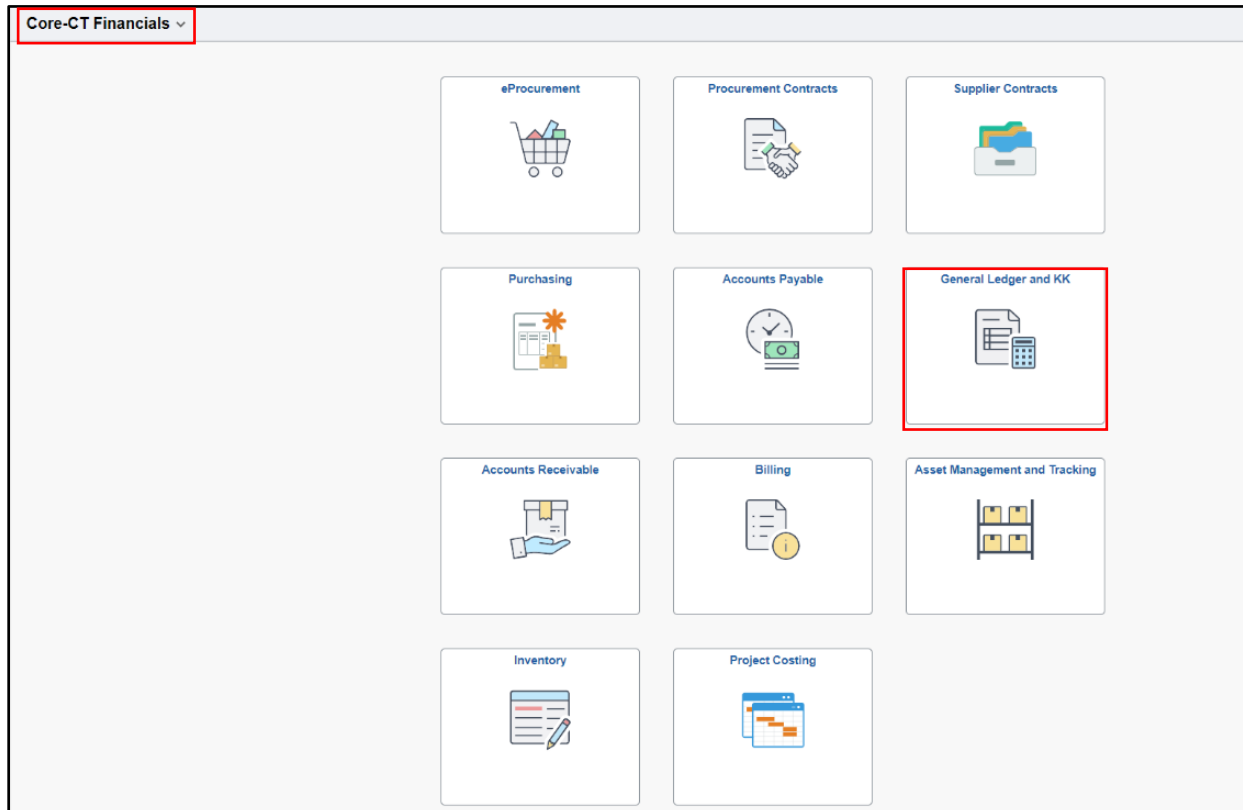 Core-CT Financials
eProcurement
Procurement Contracts
Supplier Contracts
Purchasing
Accounts Payable
General Ledger and KK
Accounts Receivable
Billing
Asset Management and Tracking
Inventory
Project Costing